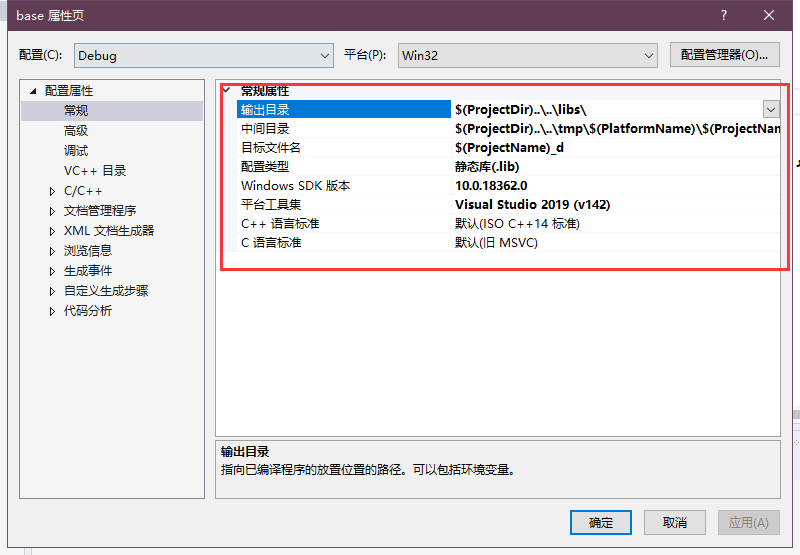 base 属性页
配置(C):
Debug
平台(P):
Win32
配置管理器(O)...
配置属性
常规
高级
调试
VC++ 目录
C/C++
文档管理程序
XML 文档生成器
浏览信息
生成事件
自定义生成步骤
代码分析
常规属性
输出目录 $(ProjectDir)..\..\libs\
中间目录 $(ProjectDir)..\..\tmp\$(PlatformName)\$(ProjectNam
目标文件名 $(ProjectName)_d
配置类型 静态库(.lib)
Windows SDK 版本 10.0.18362.0
平台工具集 Visual Studio 2019 (v142)
C++ 语言标准 默认(ISO C++14 标准)
C 语言标准 默认(旧 MSVC)
输出目录
指向已编译程序的放置位置的路径。可以包括环境变量。
确定
取消
应用(A)